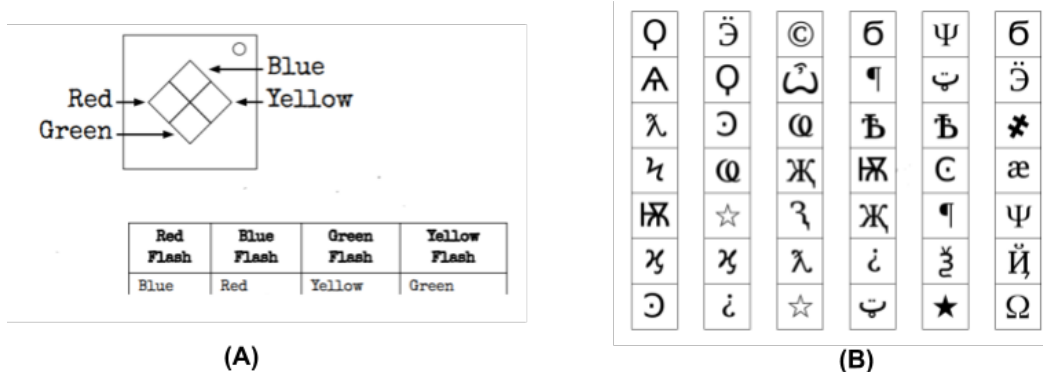 Blue
Red
Yellow
Green
Red Flash Blue Flash Green Flash Yellow Flash
Blue Red Yellow Green
(A)
Ϙ Ӭ © б Ψ б
Ѧ Ϙ Ѽ ¶ ټ Ӭ
ƛ Ͽ Ҩ Ѣ Ѣ ҂
Ϟ Ҩ Җ Ѭ Ͼ æ
Ѭ ☆ Ԇ Җ ¶ Ψ
ϗ ϗ ƛ ¿ Ѯ Ҋ
Ͽ ¿ ☆ ټ ★ Ω
(B)